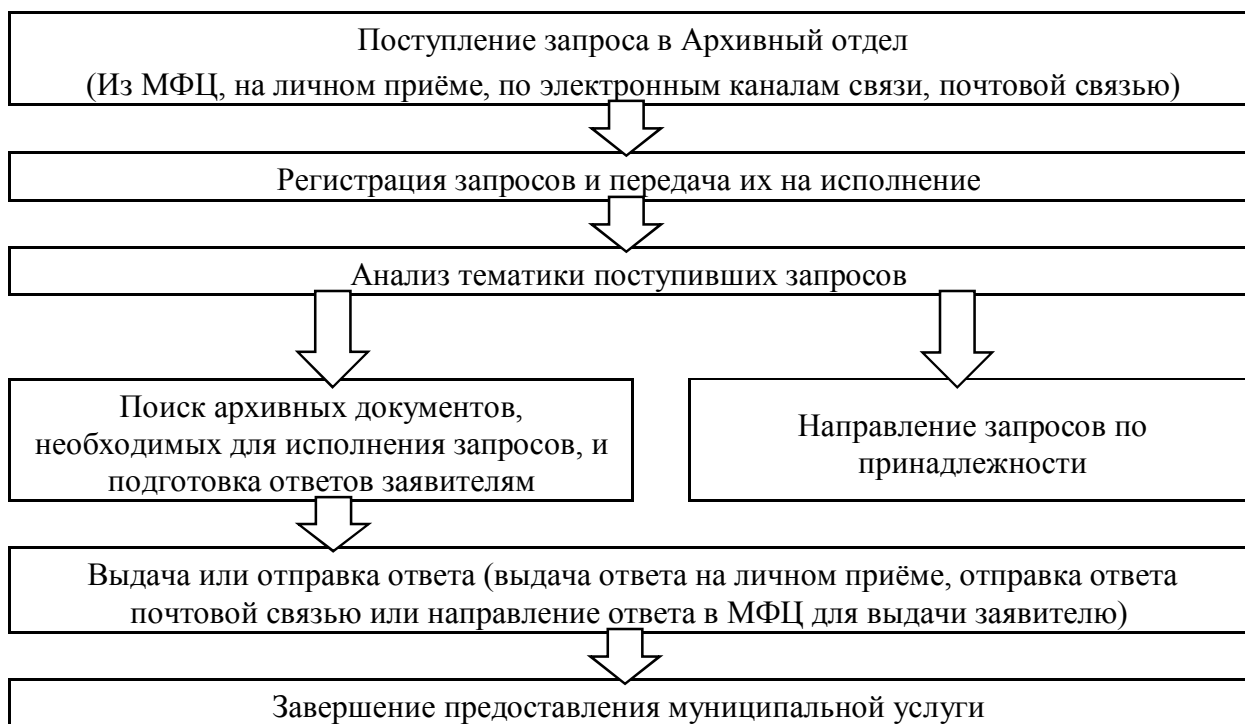 Поступление запроса в Архивный отдел
(Из МФЦ, на личном приёме, по электронным каналам связи, почтовой связью)
Регистрация запросов и передача их на исполнение
Анализ тематики поступивших запросов
Поиск архивных документов,
необходимых для исполнения запросов, и
подготовка ответов заявителям
Направление запросов по
принадлежности
Выдача или отправка ответа (выдача ответа на личном приёме, отправка ответа
почтовой связью или направление ответа в МФЦ для выдачи заявителю)
Завершение предоставления муниципальной услуги